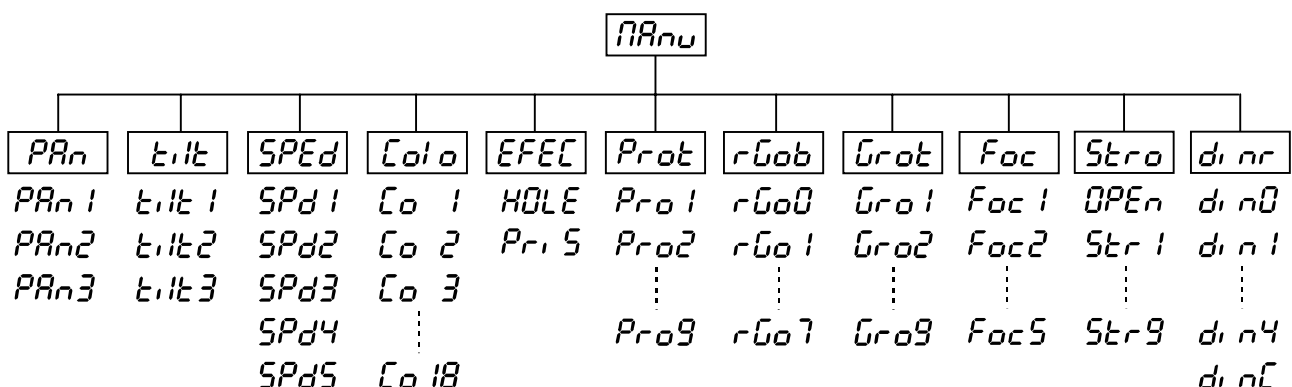 MAnu
PAn tilt SPEd Colo EFEC Prot rGob Grot Foc Stro dinr
PAn1 tilt1 SPd1 Co 1 HOLE Pro1 rGo0 Gro1 Foc1 OPEn din0
PAn2 tilt2 SPd2 Co 2 PriS Pro2 rGo1 Gro2 Foc2 Str1 din1
PAn3 tilt3 SPd3 Co 3
SPd4 Pro9 rGo7 Gro9 Foc5 Str9 din4
SPd5 Co18 dinC